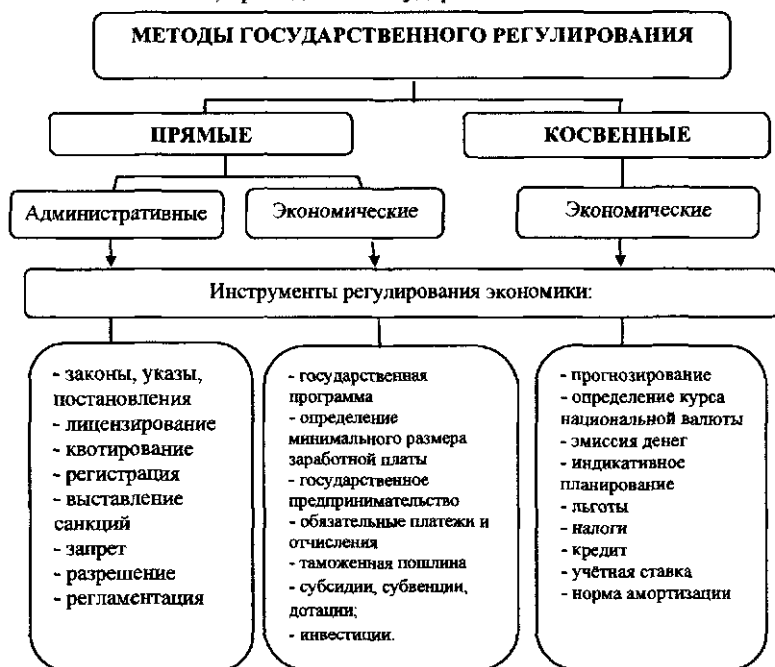 МЕТОДЫ ГОСУДАРСТВЕННОГО РЕГУЛИРОВАНИЯ
ПРЯМЫЕ
КОСВЕННЫЕ
Административные
Экономические
Экономические
Инструменты регулирования экономики:
- законы, указы,
постановления
- лицензирование
- квотирование
- регистрация
- выставление
санкций
- запрет
- разрешение
- регламентация
- государственная
программа
- определение
минимального размера
заработной платы
- государственное
предпринимательство
- обязательные платежи и
отчисления
- таможенная пошлина
- субсидии, субвенции,
дотации;
- инвестиции.
- прогнозирование
- определение курса
национальной валюты
- эмиссия денег
- индикативное
планирование
- льготы
- налоги
- кредит
- учётная ставка
- норма амортизации